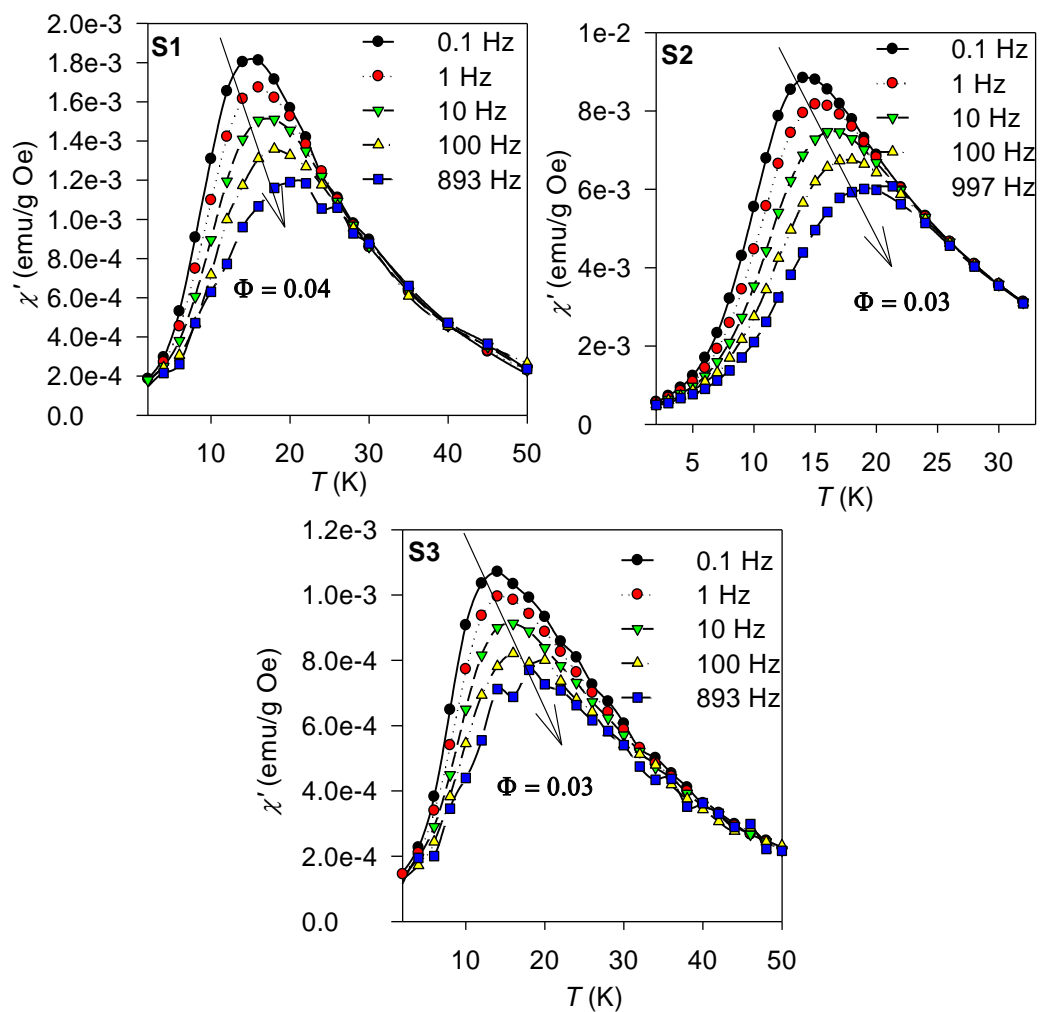 S1
2.0e-3
1.8e-3
1.6e-3
1.4e-3
1.2e-3
1.0e-3
8.0e-4
6.0e-4
4.0e-4
2.0e-4
0.0
χ′ (emu/g Oe)
0.1 Hz
1 Hz
10 Hz
100 Hz
893 Hz
Φ = 0.04
10 20 30 40 50
T (K)
S2
1e-2
8e-3
6e-3
4e-3
2e-3
0
χ′ (emu/g Oe)
0.1 Hz
1 Hz
10 Hz
100 Hz
997 Hz
Φ = 0.03
5 10 15 20 25 30
T (K)
S3
1.2e-3
1.0e-3
8.0e-4
6.0e-4
4.0e-4
2.0e-4
0.0
χ′ (emu/g Oe)
0.1 Hz
1 Hz
10 Hz
100 Hz
893 Hz
Φ = 0.03
10 20 30 40 50
T (K)